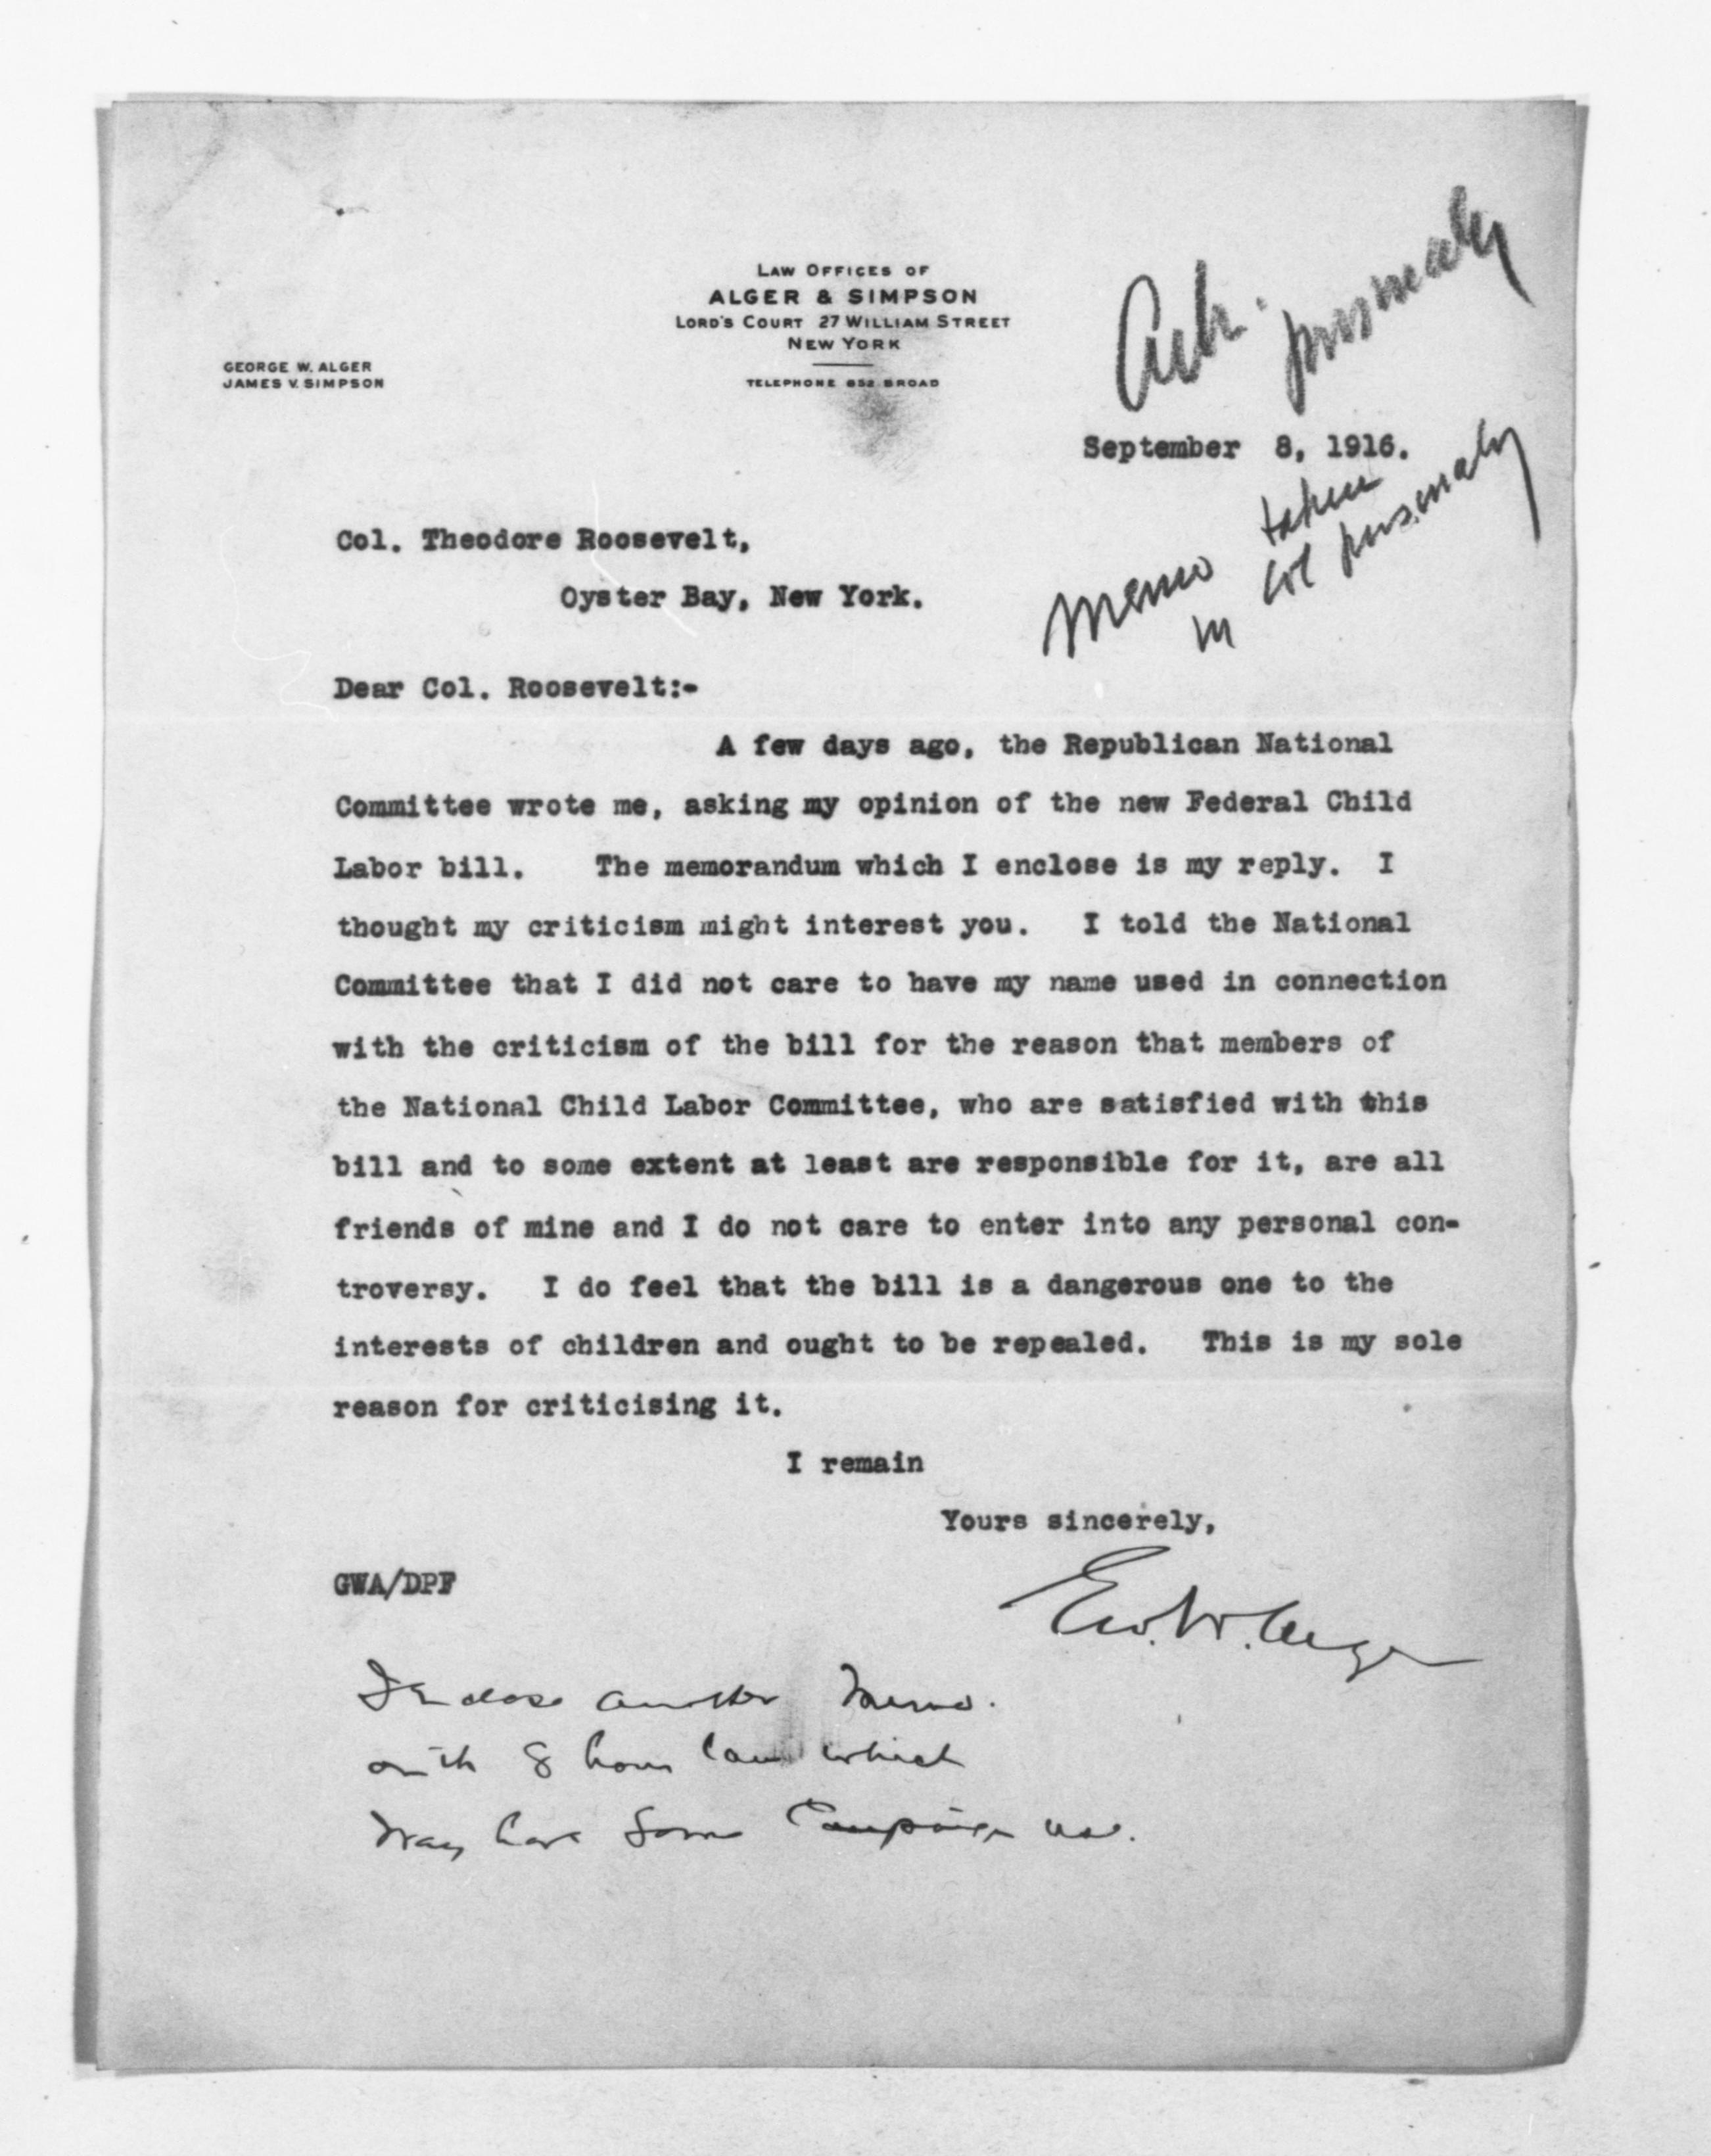 LAW OFFICES OF
ALGER & SIMPSON
LORD'S COURT 27 WILLIAM STREET
NEW YORK
TELEPHONE 852 BROAD
GEORGE W. ALGER
JAMES V. SIMPSON
Ack. personally
September 8, 1916.
Memo taken
by Col personally
Col. Theodore Roosevelt,
Oyster Bay, New York.
Dear Col. Roosevelt:-
A few days ago, the Republican National
Committee wrote me, asking my opinion of the new Federal Child
Labor bill. The memorandum which I enclose is my reply. I
thought my criticism might interest you. I told the National
Committee that I did not care to have my name used in connection
with the criticism of the bill for the reason that members of
the National Child Labor Committee, who are satisfied with this
bill and to some extent at least are responsible for it, are all
friends of mine and I do not care to enter into any personal con-
troversy. I do feel that the bill is a dangerous one to the
interests of children and ought to be repealed. This is my sole
reason for criticising it.
I remain
Yours sincerely,
GWA/DPF
Geo. W. Alger
I enclose another memo.
on th 8 hour law which
may have some Campaign use.